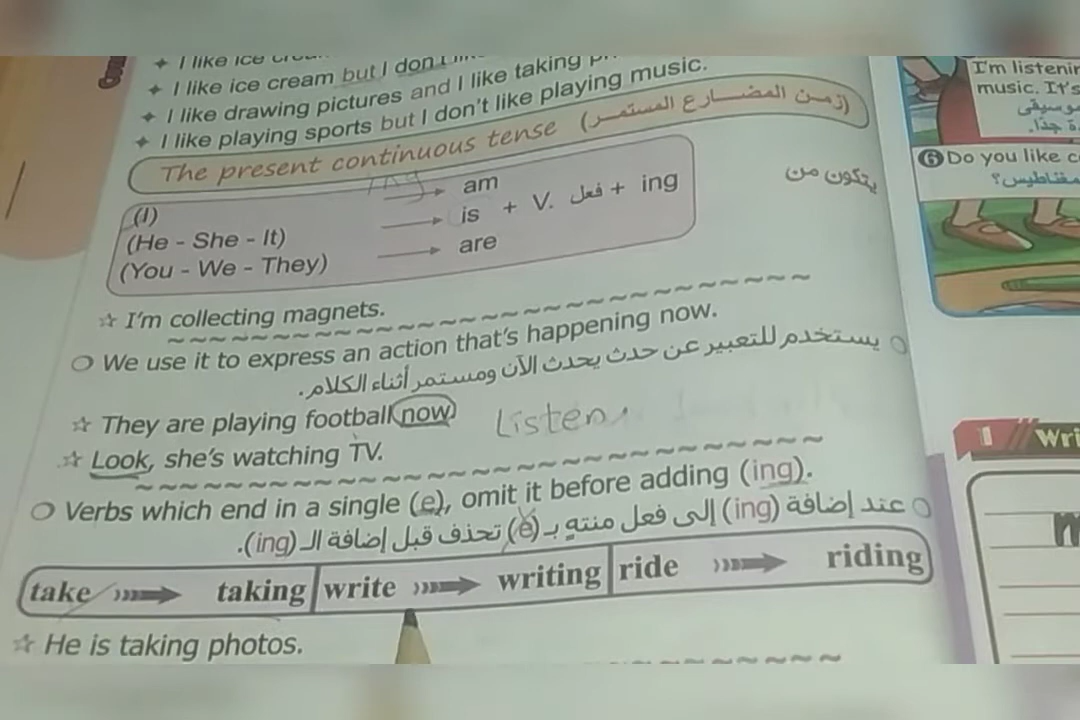 I like ice
I like ice cream but I don't
I like drawing pictures and I like taking
I like playing sports but I don't like playing music.
The present continuous tense (زمن المضارع المستمر)
يتكون من
(I) am
(He - She - It) is + V. فعل + ing
(You - We - They) are
I'm collecting magnets.
We use it to express an action that's happening now.
يستخدم للتعبير عن حدث يحدث الآن ومستمر أثناء الكلام.
They are playing football now. Listen
Look, she's watching TV.
Verbs which end in a single (e), omit it before adding (ing).
عند إضافة (ing) إلى فعل منتهٍ بـ (e) تحذف قبل إضافة الـ (ing).
take taking write writing ride riding
He is taking photos.
I'm listenin
music. It's
موسيقى
ة جدًا.
6 Do you like c
مغناطيس؟
Wri